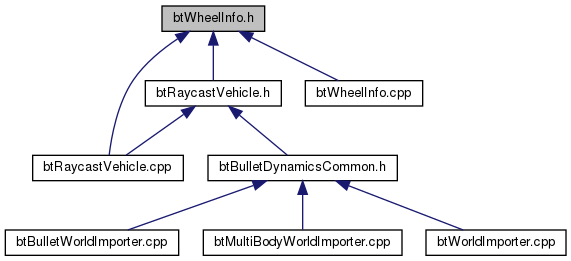 btWheelInfo.h
btRaycastVehicle.h
btWheelInfo.cpp
btRaycastVehicle.cpp
btBulletDynamicsCommon.h
btBulletWorldImporter.cpp
btMultiBodyWorldImporter.cpp
btWorldImporter.cpp